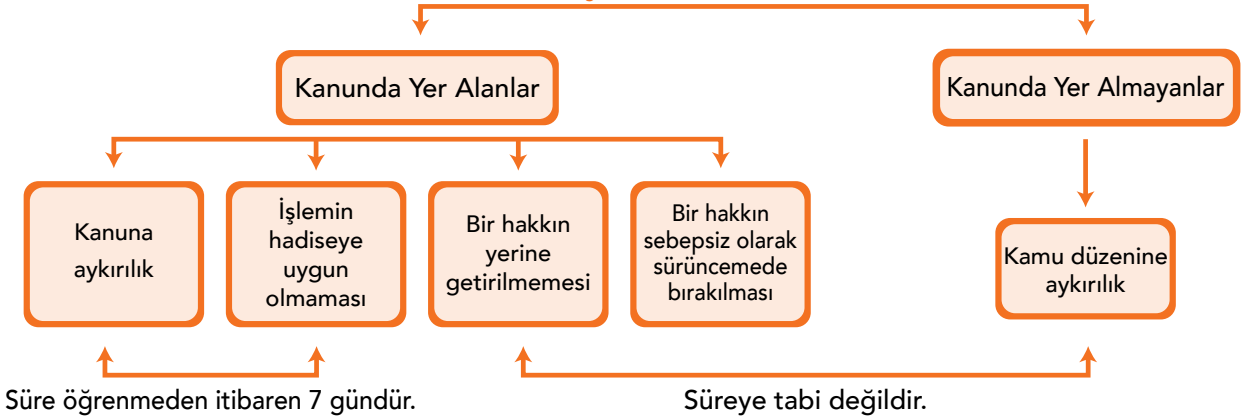 Kanunda Yer Alanlar
Kanunda Yer Almayanlar
Kanuna
aykırılık
İşlemin
hadiseye
uygun
olmaması
Bir hakkın
yerine
getirilmemesi
Bir hakkın
sebepsiz olarak
sürüncemede
bırakılması
Kamu düzenine
aykırılık
Süre öğrenmeden itibaren 7 gündür.
Süreye tabi değildir.